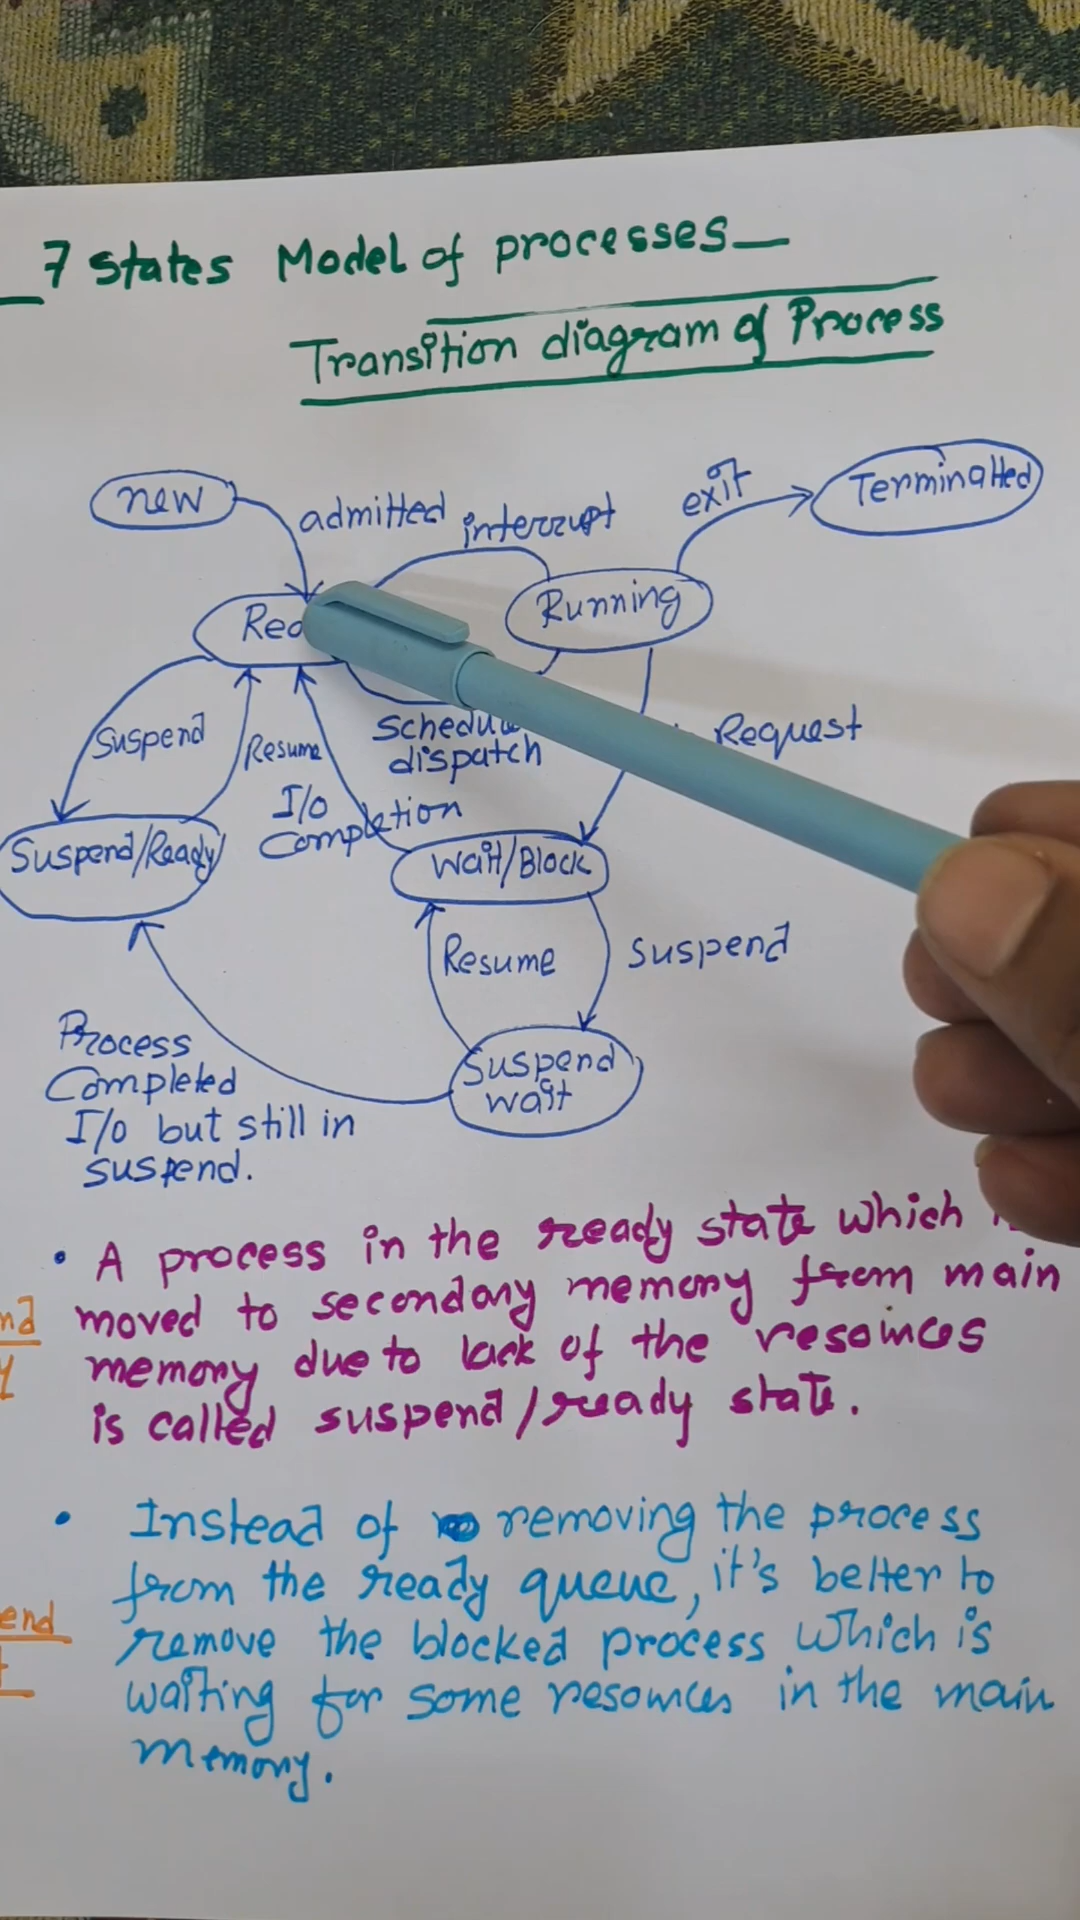 7 states Model of processes
Transition diagram of Process
new
admitted
interrupt
exit
Terminatted
Running
Suspend
Resume
dispatch
Request
I/o
Completion
Suspend/Ready
Wait/Block
Resume
suspend
Suspend
wait
Process
Completed
I/o but still in
suspend.
• A process in the ready state which
moved to secondary memory from main
memory due to lack of the resources
is called suspend/ready state.
• Instead of removing the process
from the ready queue, it's better to
remove the blocked process which is
waiting for some resources in the main
memory.